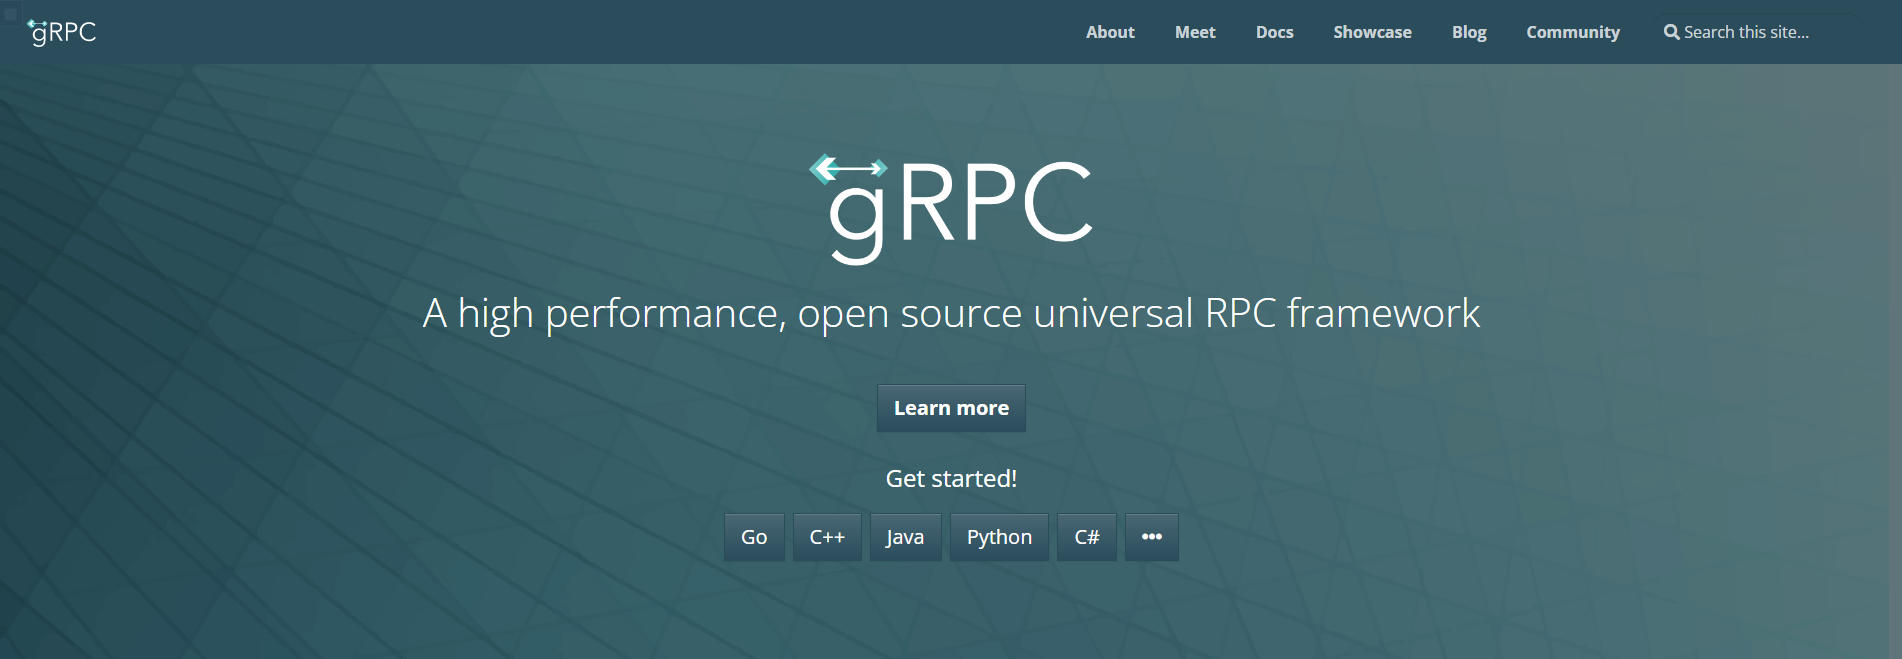 gRPC About Meet Docs Showcase Blog Community Search this site...
gRPC
A high performance, open source universal RPC framework
Learn more
Get started!
Go C++ Java Python C# •••